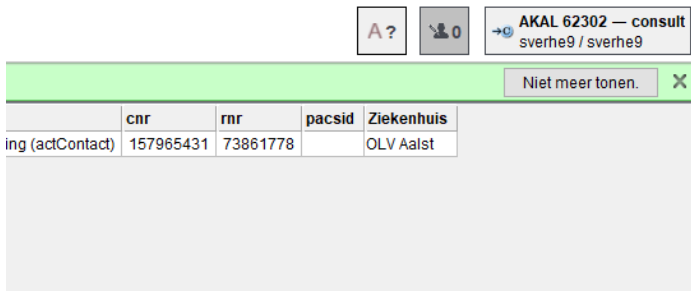 A?
0
AKAL 62302 — consult
sverhe9 / sverhe9
Niet meer tonen.
cnr rnr pacsid Ziekenhuis
ing (actContact) 157965431 73861778 OLV Aalst